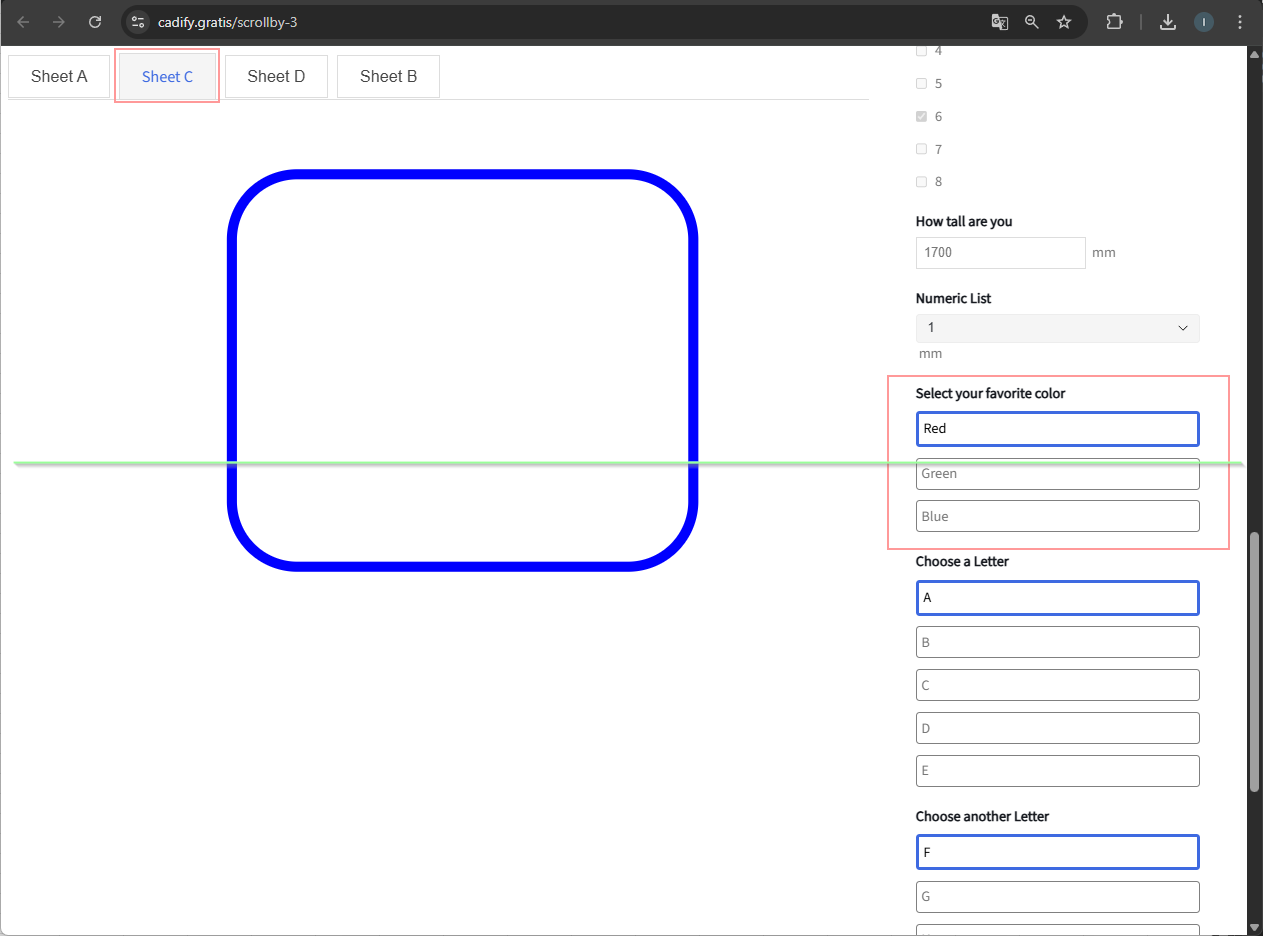 cadify.gratis/scrollby-3
I
Sheet A
Sheet C
Sheet D
Sheet B
4
5
6
7
8
How tall are you
1700 mm
Numeric List
1
mm
Select your favorite color
Red
Green
Blue
Choose a Letter
A
B
C
D
E
Choose another Letter
F
G